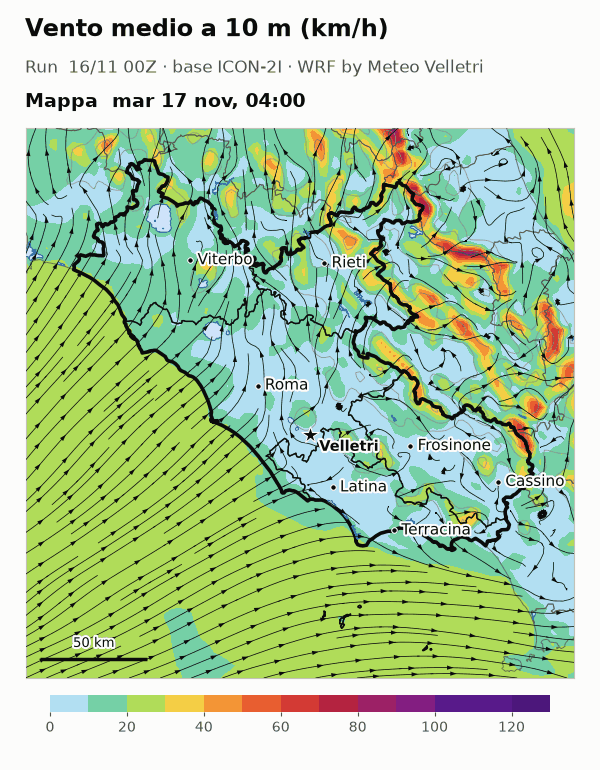 Vento medio a 10 m (km/h)
Run  16/11 00Z · base ICON-2I · WRF by Meteo Velletri
Mappa  mar 17 nov, 04:00
Viterbo
Rieti
Roma
Velletri
Frosinone
Latina
Cassino
Terracina
50 km
0 20 40 60 80 100 120